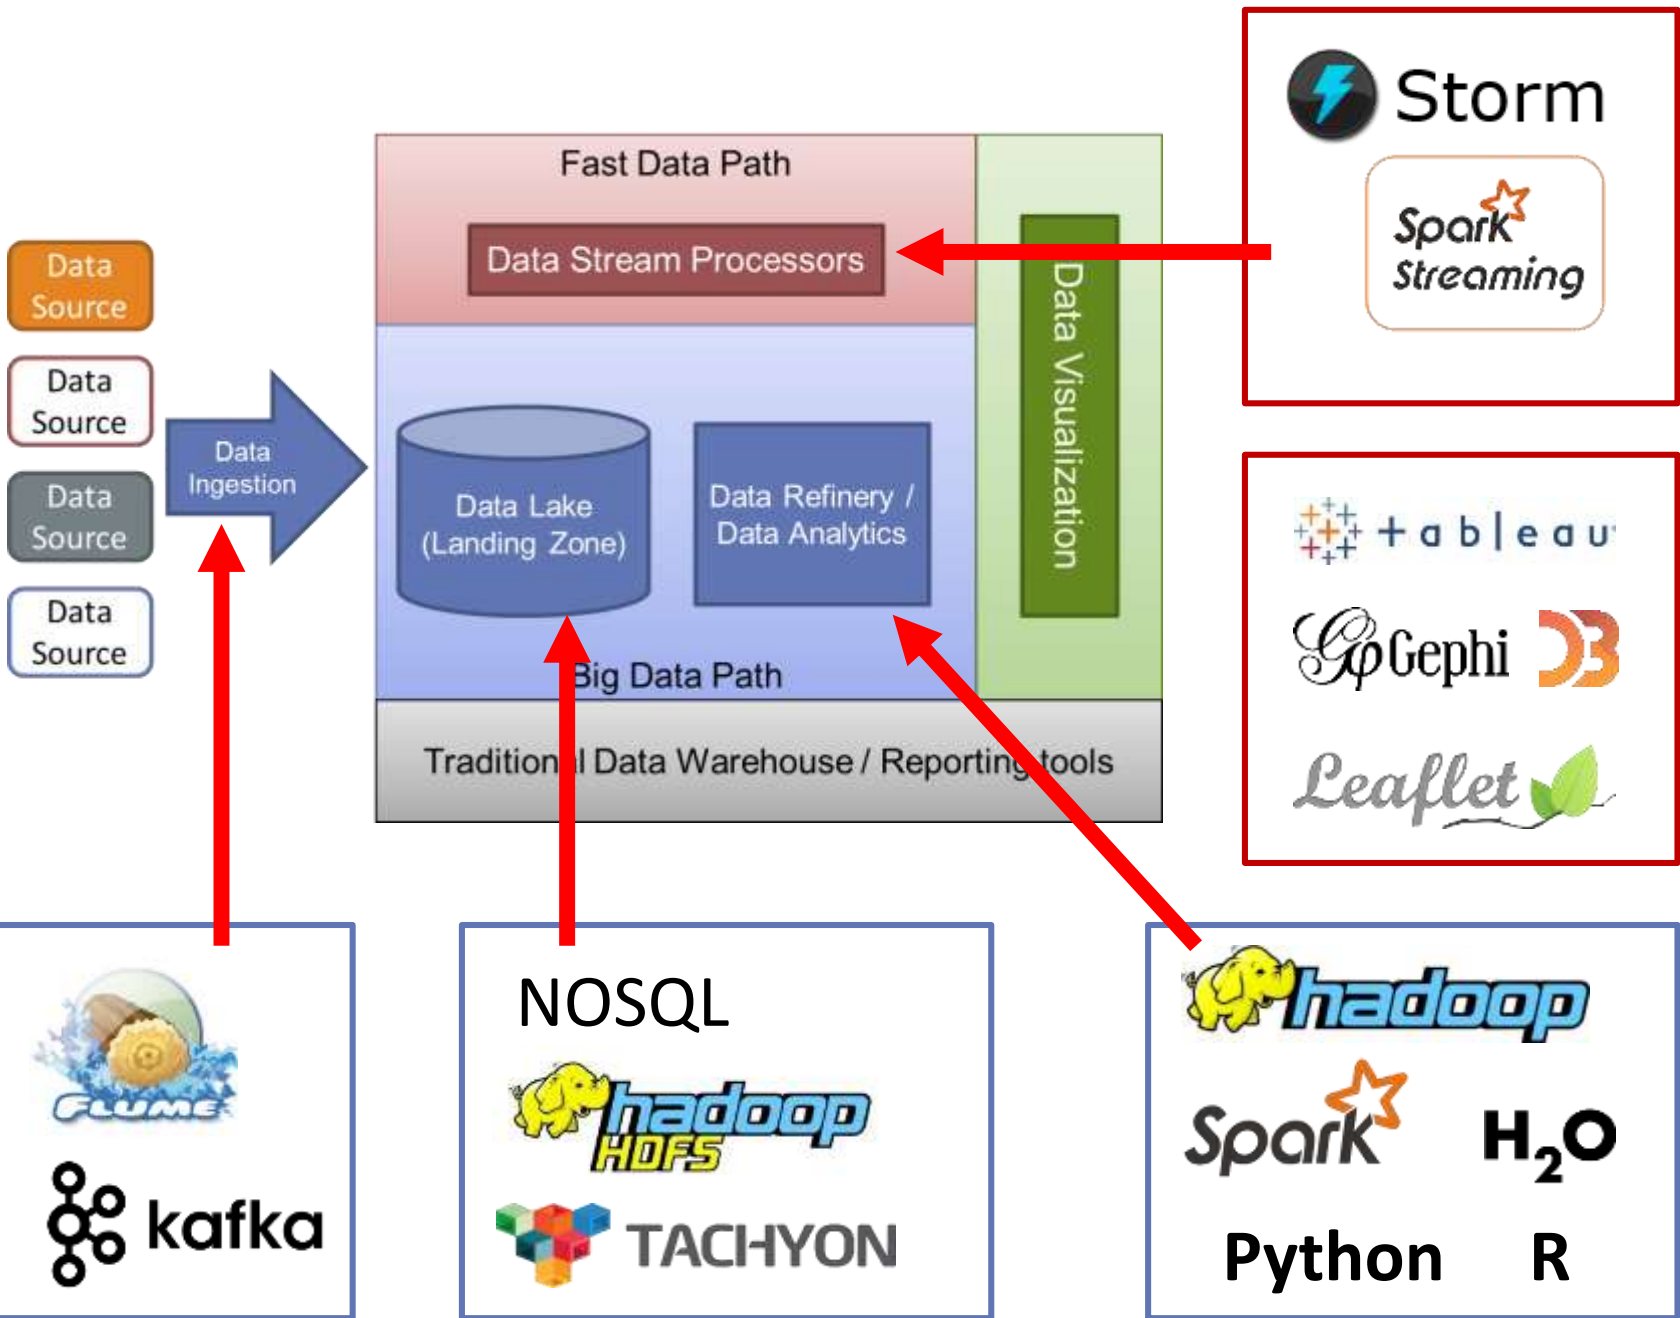 Data
Source
Data
Source
Data
Source
Data
Source
Data
Ingestion
Fast Data Path
Data Stream Processors
Data Lake
(Landing Zone)
Data Refinery /
Data Analytics
Big Data Path
Data Visualization
Traditional Data Warehouse / Reporting tools
Storm
Spark
Streaming
+ableau
Gephi D3
Leaflet
FLUME
kafka
NOSQL
hadoop
HDFS
TACHYON
hadoop
Spark H2O
Python R